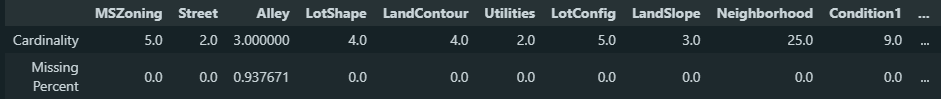 MSZoning Street Alley LotShape LandContour Utilities LotConfig LandSlope Neighborhood Condition1 ...
Cardinality 5.0 2.0 3.000000 4.0 4.0 2.0 5.0 3.0 25.0 9.0 ...
Missing Percent 0.0 0.0 0.937671 0.0 0.0 0.0 0.0 0.0 0.0 0.0 ...